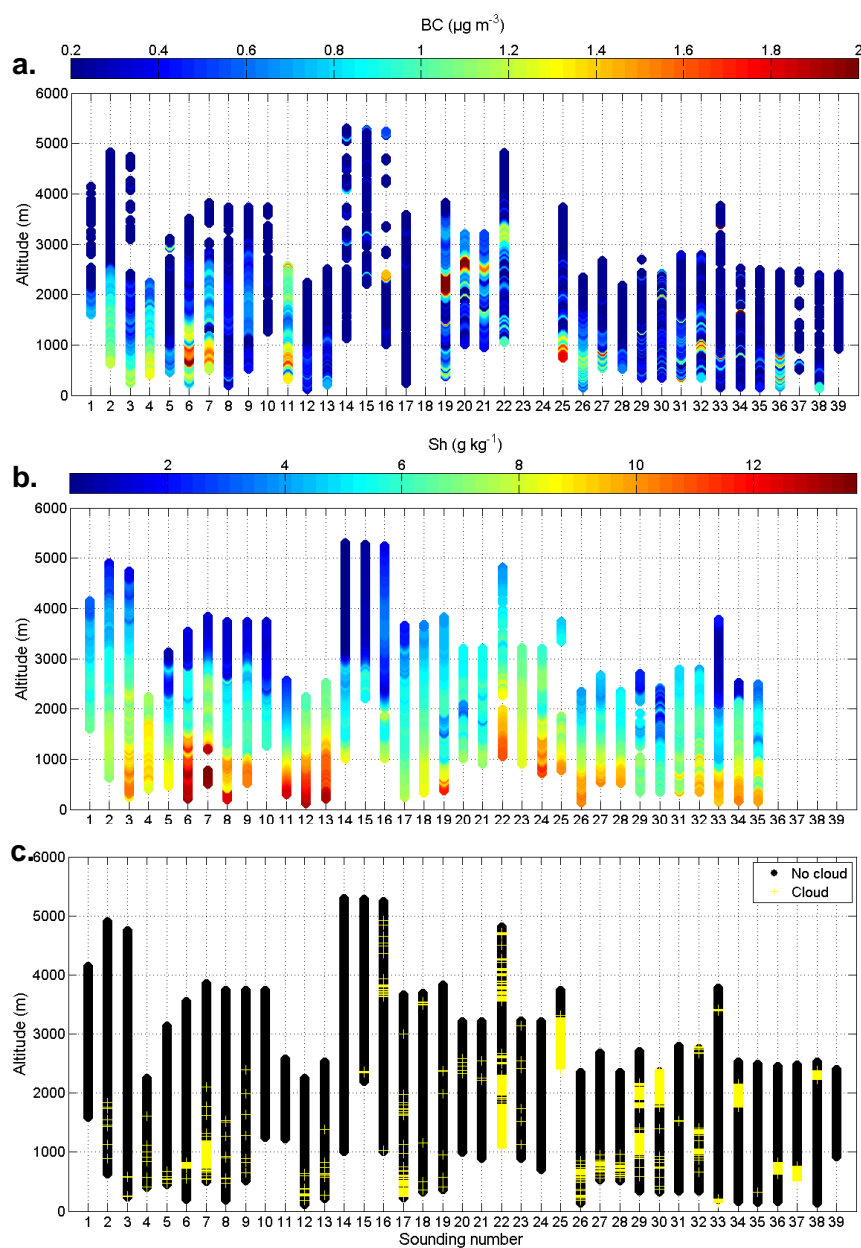 BC (µg m⁻³)
0.2 0.4 0.6 0.8 1 1.2 1.4 1.6 1.8 2
a.
6000
5000
4000
3000
2000
1000
0
Altitude (m)
1 2 3 4 5 6 7 8 9 10 11 12 13 14 15 16 17 18 19 20 21 22 23 24 25 26 27 28 29 30 31 32 33 34 35 36 37 38 39
Sh (g kg⁻¹)
2 4 6 8 10 12
b.
6000
5000
4000
3000
2000
1000
0
Altitude (m)
1 2 3 4 5 6 7 8 9 10 11 12 13 14 15 16 17 18 19 20 21 22 23 24 25 26 27 28 29 30 31 32 33 34 35 36 37 38 39
c.
6000
5000
4000
3000
2000
1000
0
Altitude (m)
No cloud
Cloud
1 2 3 4 5 6 7 8 9 10 11 12 13 14 15 16 17 18 19 20 21 22 23 24 25 26 27 28 29 30 31 32 33 34 35 36 37 38 39
Sounding number